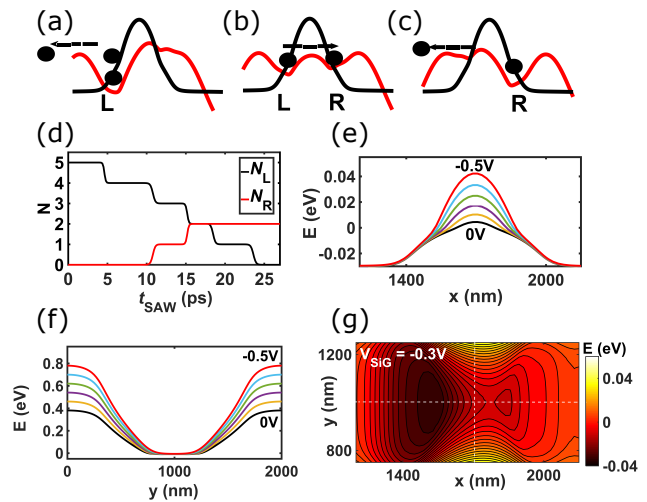 (a) (b) (c)
L L R R
(d) (e)
5 4 3 2 1 0
N
N_L
N_R
0 5 10 15 20 25
t_SAW (ps)
0.04 0.02 0 -0.02
E (eV)
-0.5V
0V
1400 2000
x (nm)
(f) (g)
0.8 0.6 0.4 0.2 0.0
E (eV)
-0.5V
0V
0 1000 2000
y (nm)
V_SiG = -0.3V
1200 800
y (nm)
1400 2000
x (nm)
E (eV)
0.04
0
-0.04